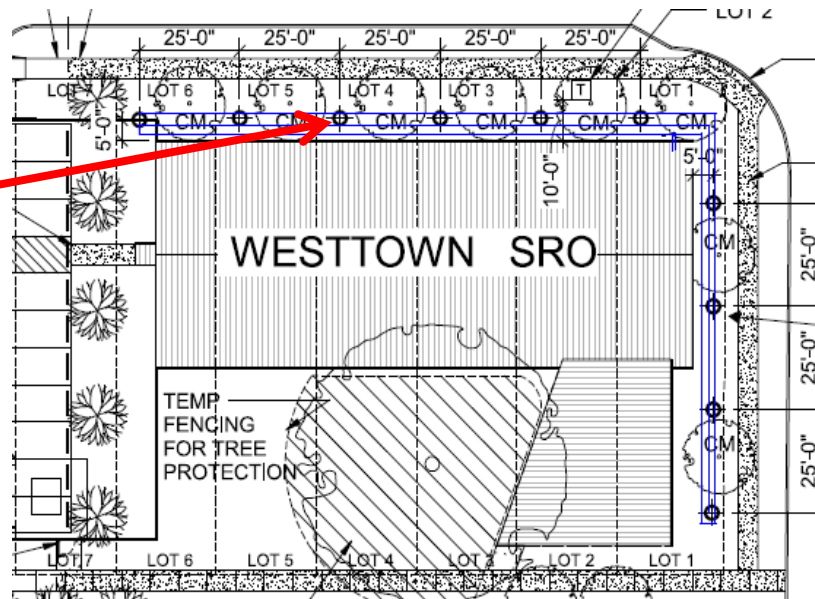 LOT 2
25'-0" 25'-0" 25'-0" 25'-0" 25'-0"
LOT 7 LOT 6 LOT 5 LOT 4 LOT 3 T LOT 1
CM CM CM CM CM CM
5'-0"
10'-0"
5'-0"
WESTTOWN SRO
CM
25'-0"
25'-0"
CM
25'-0"
TEMP
FENCING
FOR TREE
PROTECTION
LOT 7 LOT 6 LOT 5 LOT 4 LOT 3 LOT 2 LOT 1